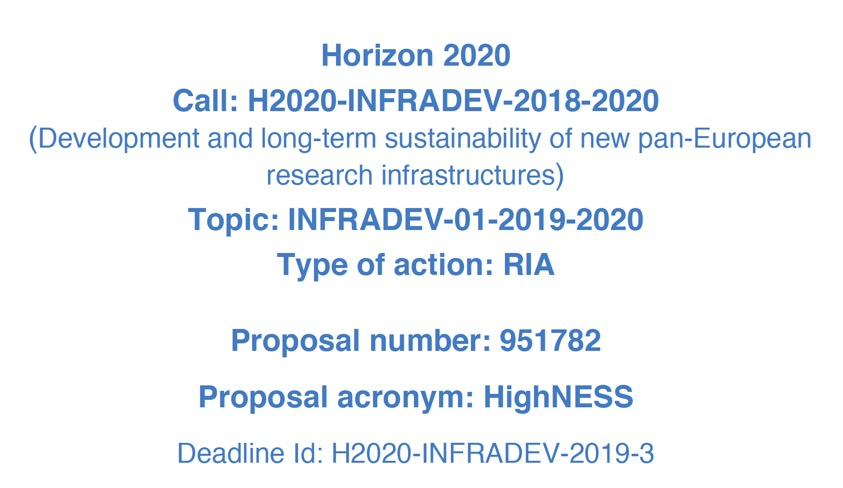 Horizon 2020
Call: H2020-INFRADEV-2018-2020
(Development and long-term sustainability of new pan-European
research infrastructures)
Topic: INFRADEV-01-2019-2020
Type of action: RIA
Proposal number: 951782
Proposal acronym: HighNESS
Deadline Id: H2020-INFRADEV-2019-3